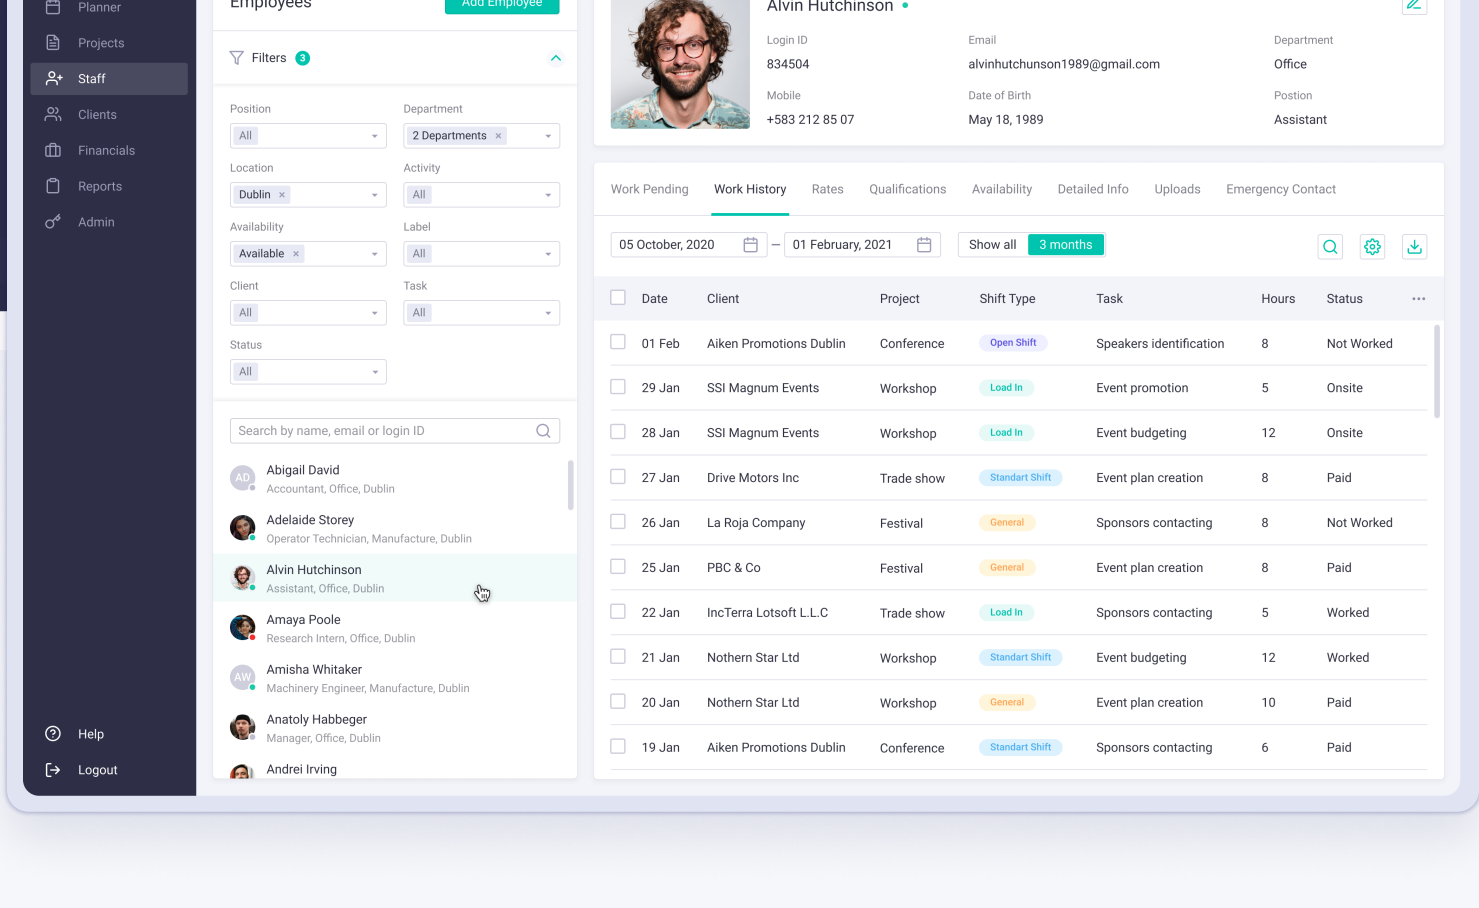 Planner
Projects
Staff
Clients
Financials
Reports
Admin
Help
Logout
Employees
Add Employee
Filters 3
Position Department
All 2 Departments ×
Location Activity
Dublin × All
Availability Label
Available × All
Client Task
All All
Status
All
Search by name, email or login ID
AD Abigail David
Accountant, Office, Dublin
Adelaide Storey
Operator Technician, Manufacture, Dublin
Alvin Hutchinson
Assistant, Office, Dublin
Amaya Poole
Research Intern, Office, Dublin
AW Amisha Whitaker
Machinery Engineer, Manufacture, Dublin
Anatoly Habbeger
Manager, Office, Dublin
Andrei Irving
Alvin Hutchinson
Login ID Email Department
834504 alvinhutchunson1989@gmail.com Office
Mobile Date of Birth Postion
+583 212 85 07 May 18, 1989 Assistant
Work Pending Work History Rates Qualifications Availability Detailed Info Uploads Emergency Contact
05 October, 2020 – 01 February, 2021 Show all 3 months
Date Client Project Shift Type Task Hours Status ···
01 Feb Aiken Promotions Dublin Conference Open Shift Speakers identification 8 Not Worked
29 Jan SSI Magnum Events Workshop Load In Event promotion 5 Onsite
28 Jan SSI Magnum Events Workshop Load In Event budgeting 12 Onsite
27 Jan Drive Motors Inc Trade show Standart Shift Event plan creation 8 Paid
26 Jan La Roja Company Festival General Sponsors contacting 8 Not Worked
25 Jan PBC & Co Festival General Event plan creation 8 Paid
22 Jan IncTerra Lotsoft L.L.C Trade show Load In Sponsors contacting 5 Worked
21 Jan Nothern Star Ltd Workshop Standart Shift Event budgeting 12 Worked
20 Jan Nothern Star Ltd Workshop General Event plan creation 10 Paid
19 Jan Aiken Promotions Dublin Conference Standart Shift Sponsors contacting 6 Paid